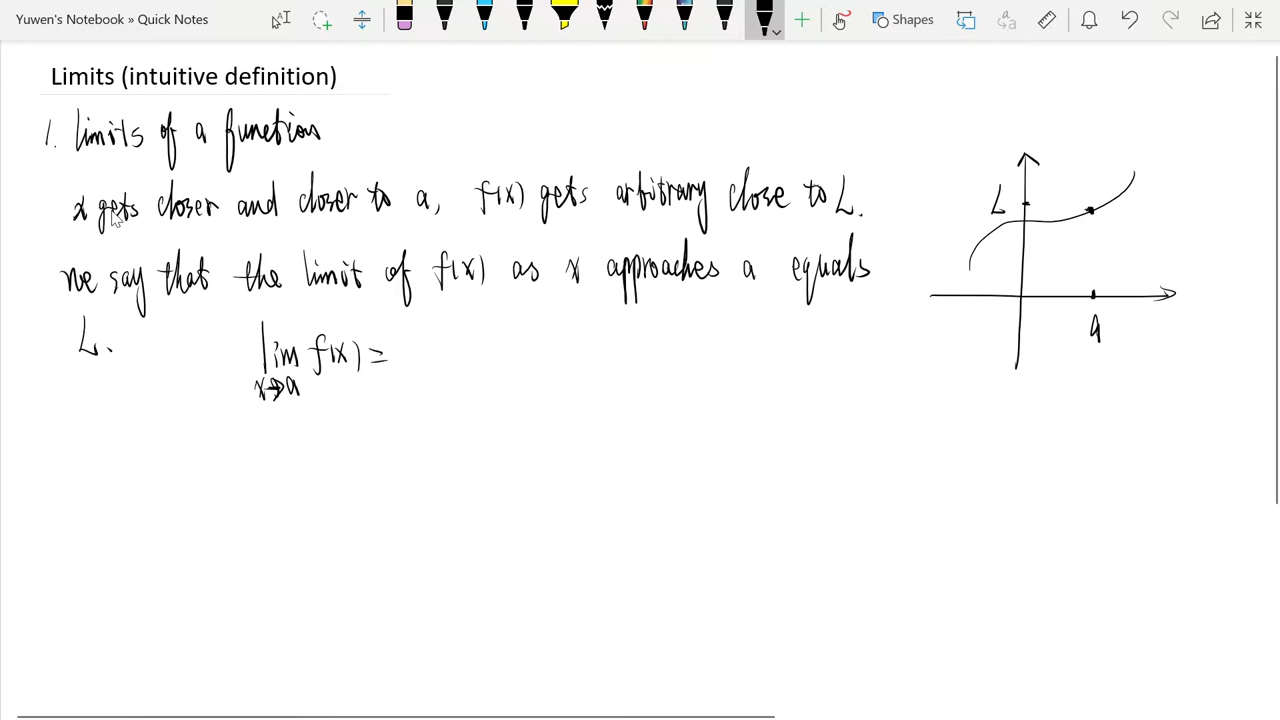 Yuwen's Notebook » Quick Notes
Shapes
Limits (intuitive definition)
1. Limits of a function
x gets closer and closer to a, f(x) gets arbitrary close to L.
we say that the limit of f(x) as x approaches a equals
L.
lim f(x) =
x→a
L
a